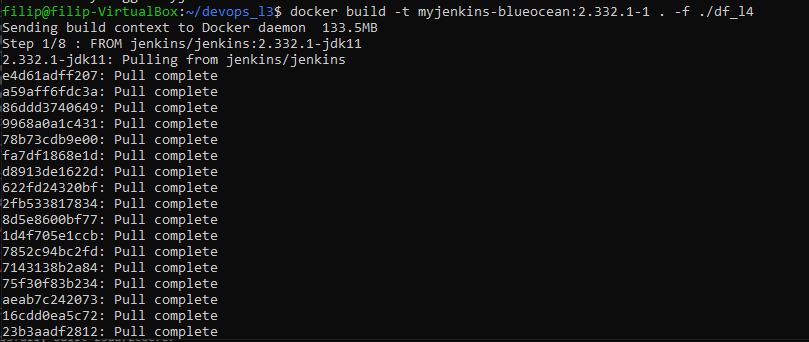 filip@filip-VirtualBox:~/devops_l3$ docker build -t myjenkins-blueocean:2.332.1-1 . -f ./df_l4
Sending build context to Docker daemon  133.5MB
Step 1/8 : FROM jenkins/jenkins:2.332.1-jdk11
2.332.1-jdk11: Pulling from jenkins/jenkins
e4d61adff207: Pull complete
a59aff6fdc3a: Pull complete
86ddd3740649: Pull complete
9968a0a1c431: Pull complete
78b73cdb9e00: Pull complete
fa7df1868e1d: Pull complete
d8913de1622d: Pull complete
622fd24320bf: Pull complete
2fb533817834: Pull complete
8d5e8600bf77: Pull complete
1d4f705e1ccb: Pull complete
7852c94bc2fd: Pull complete
7143138b2a84: Pull complete
75f30f83b234: Pull complete
aeab7c242073: Pull complete
16cdd0ea5c72: Pull complete
23b3aadf2812: Pull complete